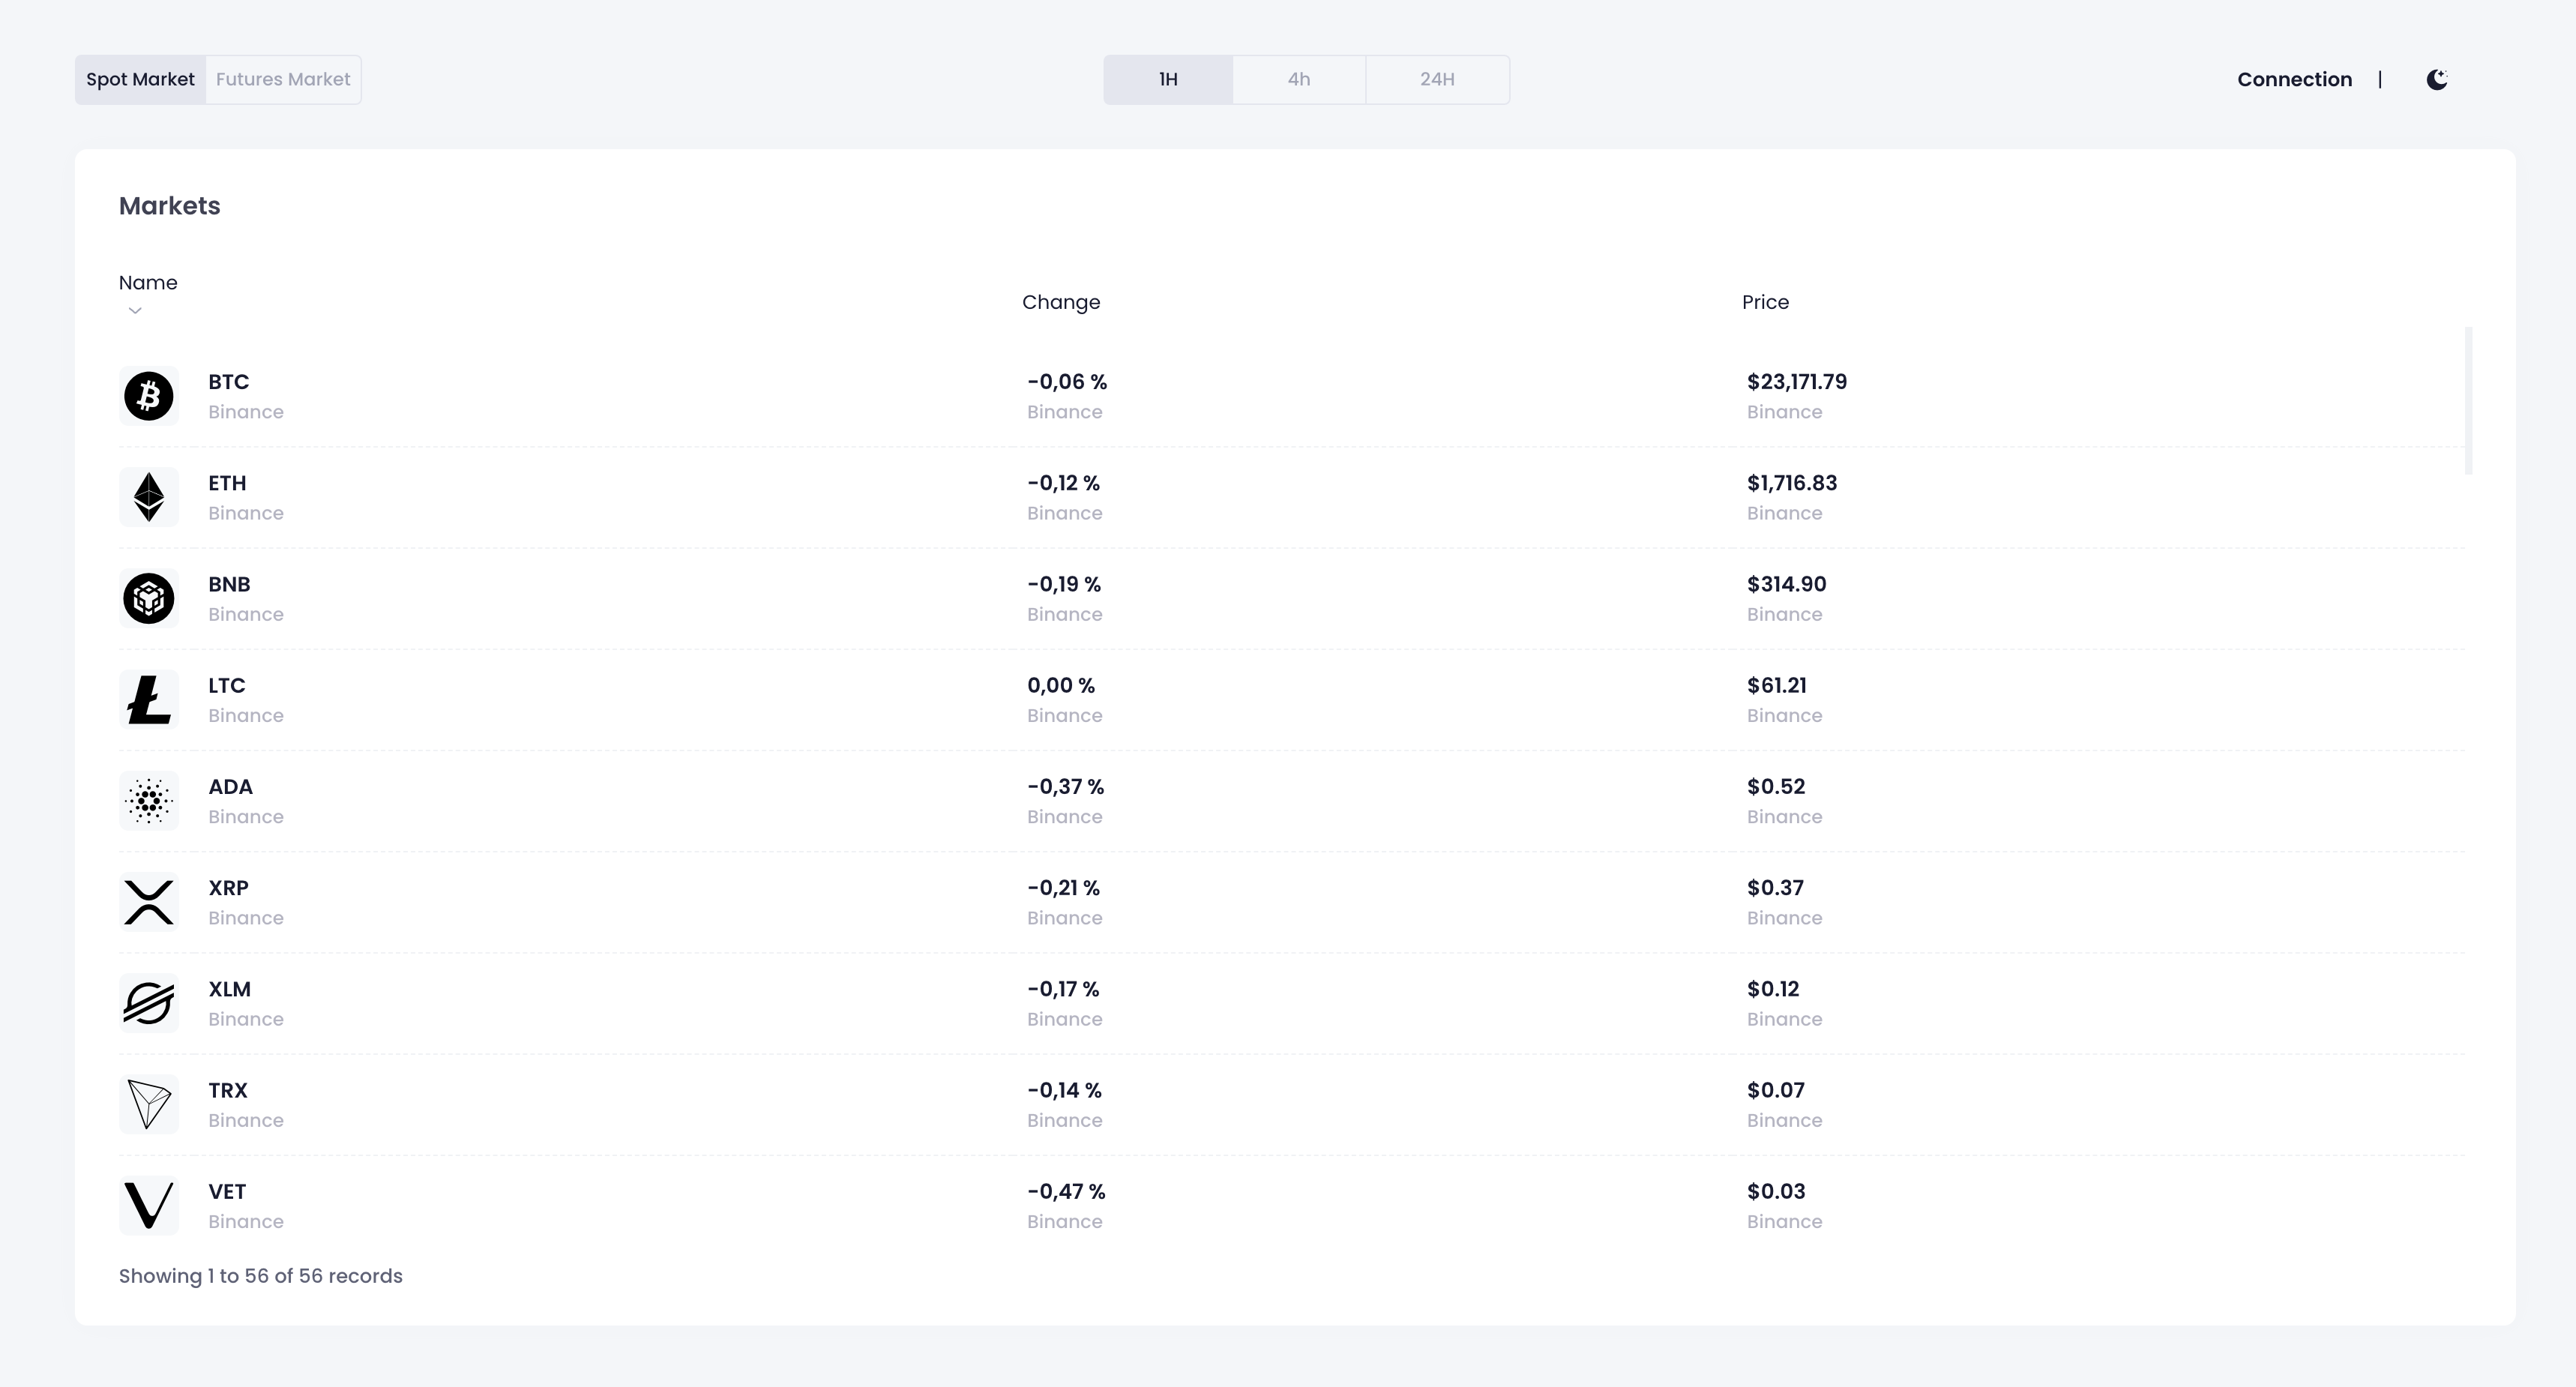 Spot Market Futures Market 1H 4h 24H Connection |
Markets
Name
Change Price
BTC -0,06 % $23,171.79
Binance Binance Binance
ETH -0,12 % $1,716.83
Binance Binance Binance
BNB -0,19 % $314.90
Binance Binance Binance
LTC 0,00 % $61.21
Binance Binance Binance
ADA -0,37 % $0.52
Binance Binance Binance
XRP -0,21 % $0.37
Binance Binance Binance
XLM -0,17 % $0.12
Binance Binance Binance
TRX -0,14 % $0.07
Binance Binance Binance
VET -0,47 % $0.03
Binance Binance Binance
Showing 1 to 56 of 56 records